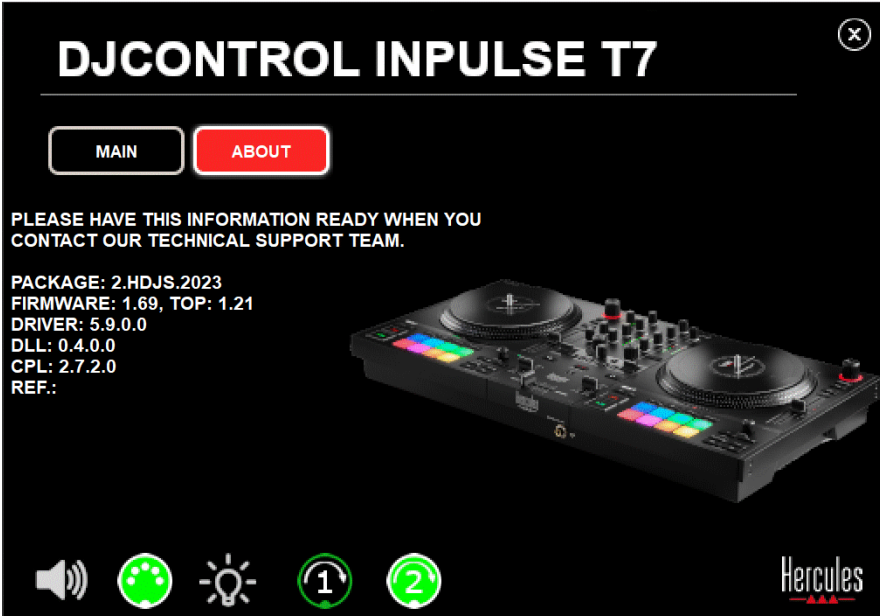 DJCONTROL INPULSE T7
MAIN
ABOUT
PLEASE HAVE THIS INFORMATION READY WHEN YOU
CONTACT OUR TECHNICAL SUPPORT TEAM.
PACKAGE: 2.HDJS.2023
FIRMWARE: 1.69, TOP: 1.21
DRIVER: 5.9.0.0
DLL: 0.4.0.0
CPL: 2.7.2.0
REF.:
1
2
Hercules